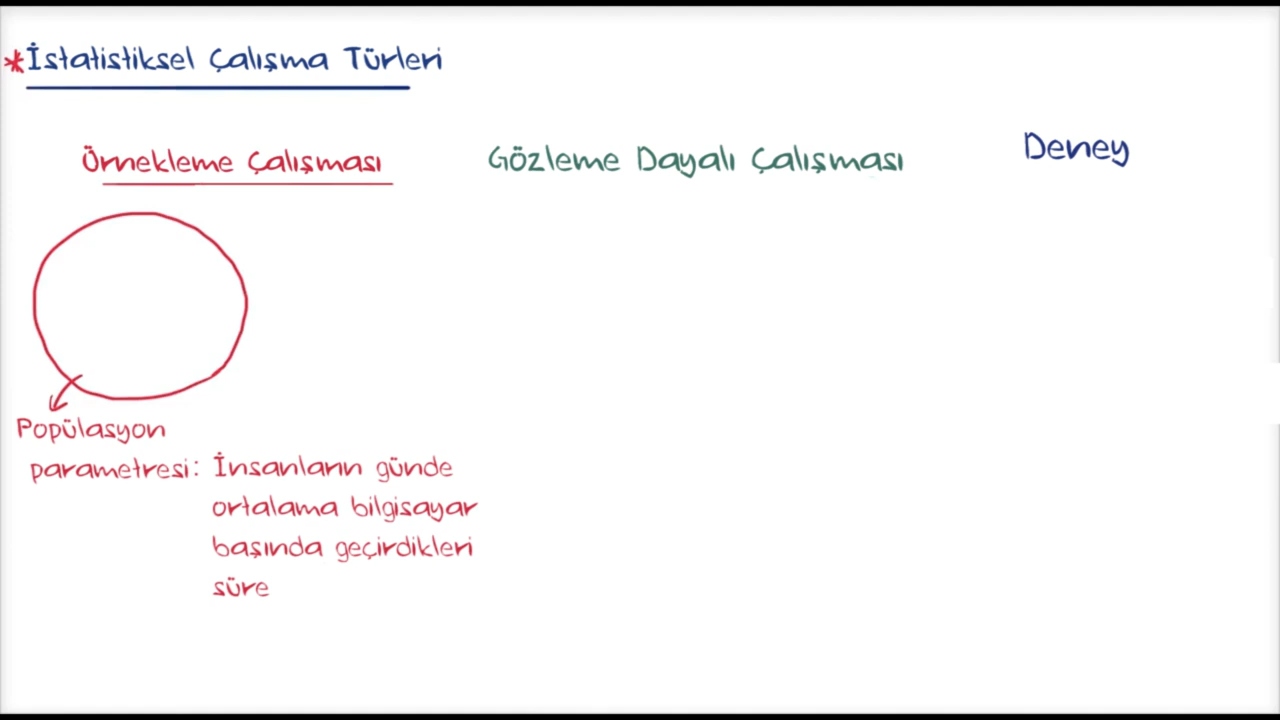 *İstatistiksel Çalışma Türleri
Örnekleme Çalışması
Gözleme Dayalı Çalışması
Deney
Popülasyon
parametresi: İnsanların günde
ortalama bilgisayar
başında geçirdikleri
süre